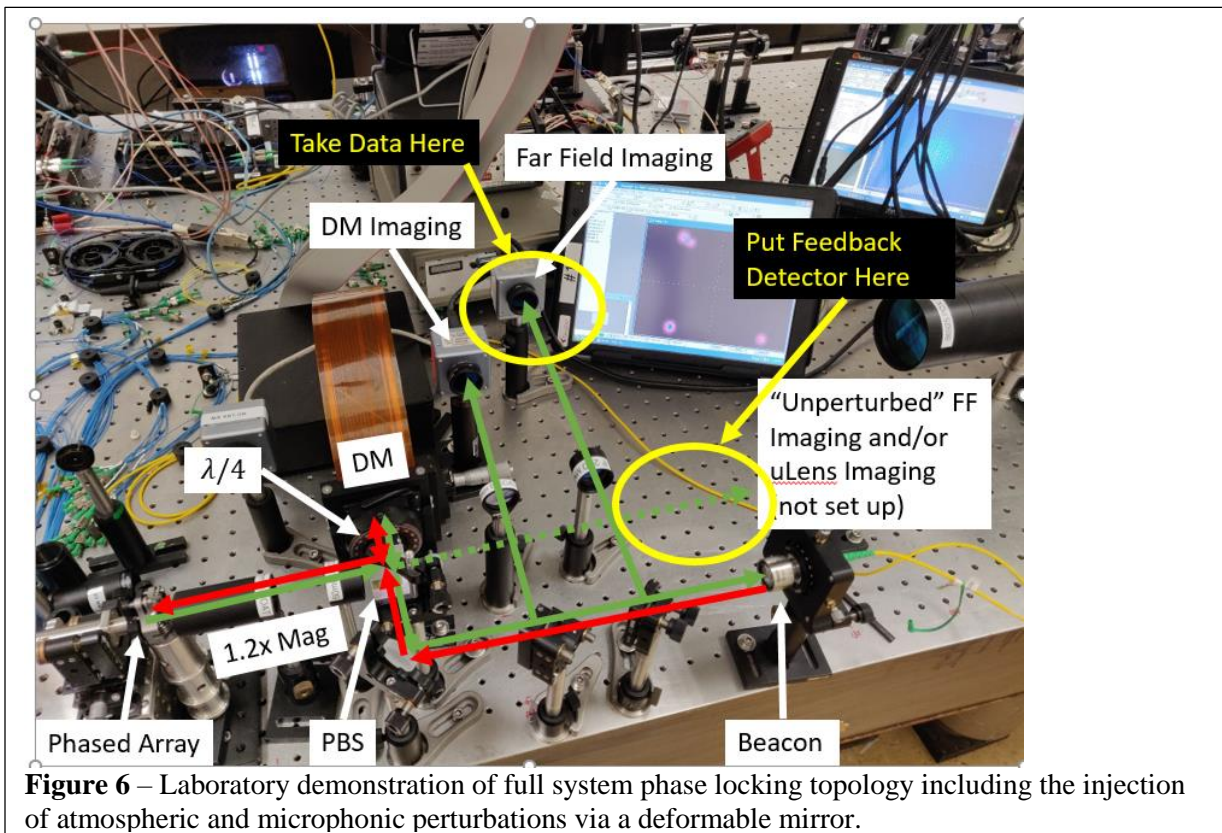 Take Data Here
Far Field Imaging
DM Imaging
Put Feedback
Detector Here
“Unperturbed” FF
Imaging and/or
uLens Imaging
(not set up)
DM
λ/4
1.2x Mag
Phased Array
PBS
Beacon
Figure 6 – Laboratory demonstration of full system phase locking topology including the injection
of atmospheric and microphonic perturbations via a deformable mirror.